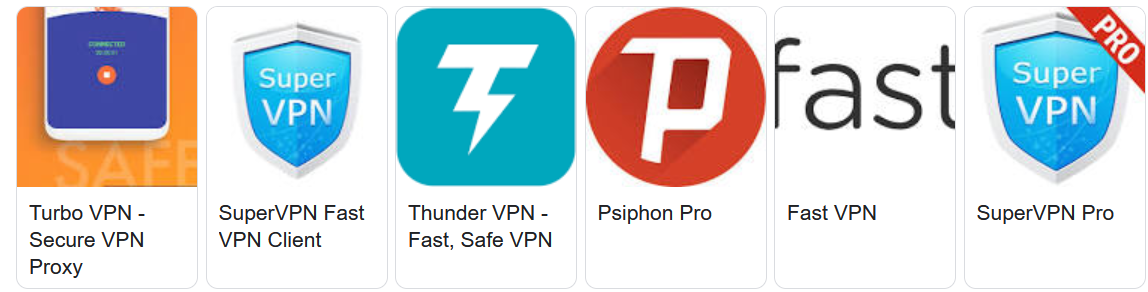 CONNECTED
SAFE
Super
VPN
fast
Super
VPN
PRO
Turbo VPN -
Secure VPN
Proxy
SuperVPN Fast
VPN Client
Thunder VPN -
Fast, Safe VPN
Psiphon Pro
Fast VPN
SuperVPN Pro